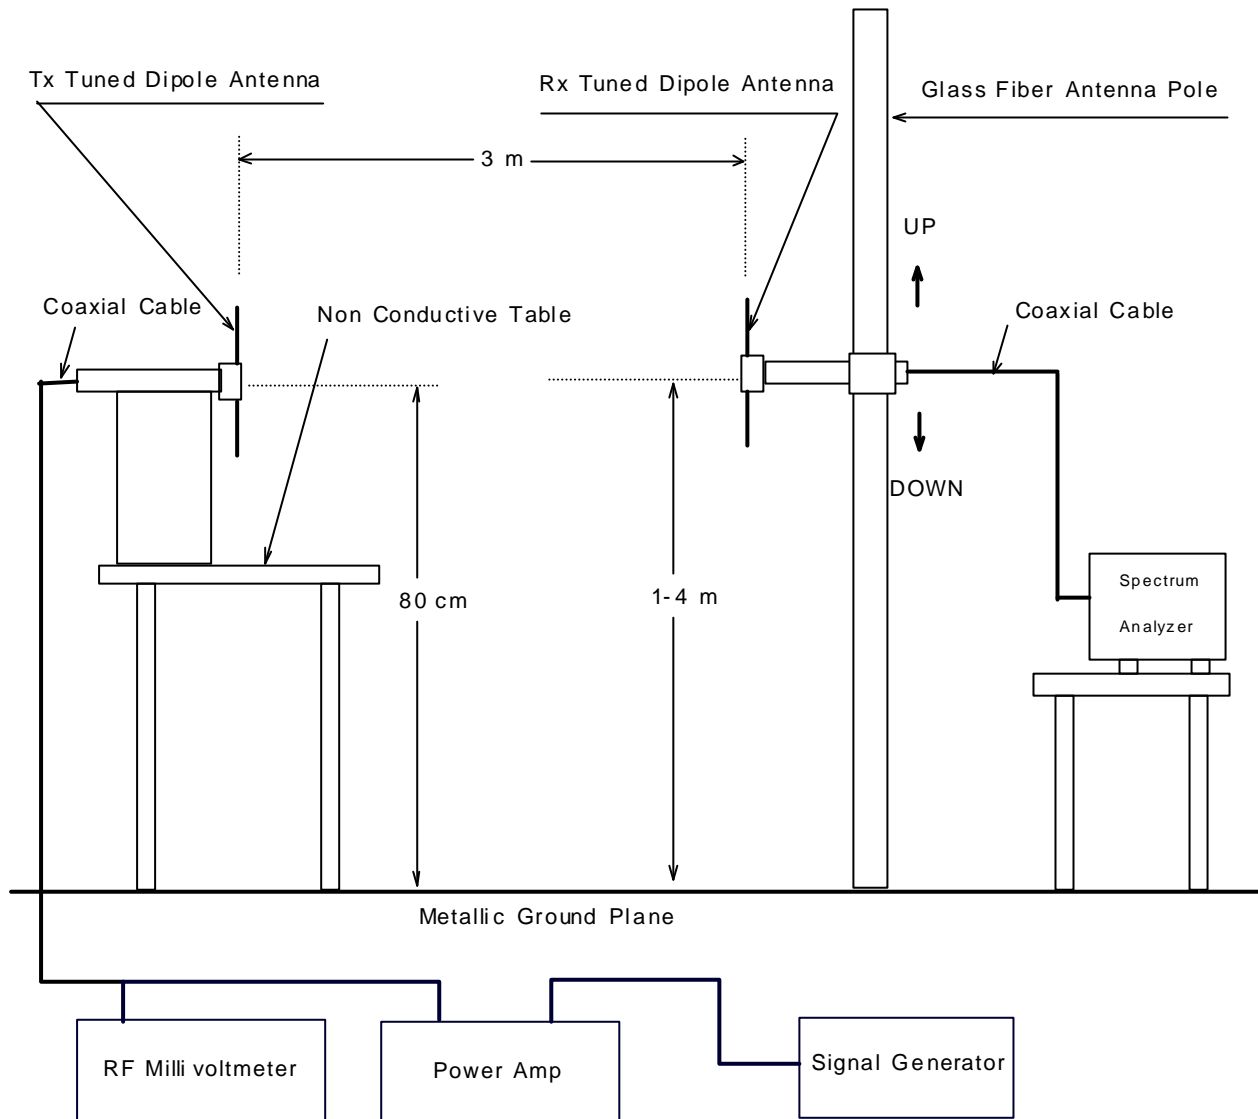 Tx Tuned Dipole Antenna
Rx Tuned Dipole Antenna
Glass Fiber Antenna Pole
3 m
UP
Coaxial Cable
Non Conductive Table
Coaxial Cable
DOWN
80 cm
1-4 m
Spectrum
Analyzer
Metallic Ground Plane
RF Milli voltmeter
Power Amp
Signal Generator